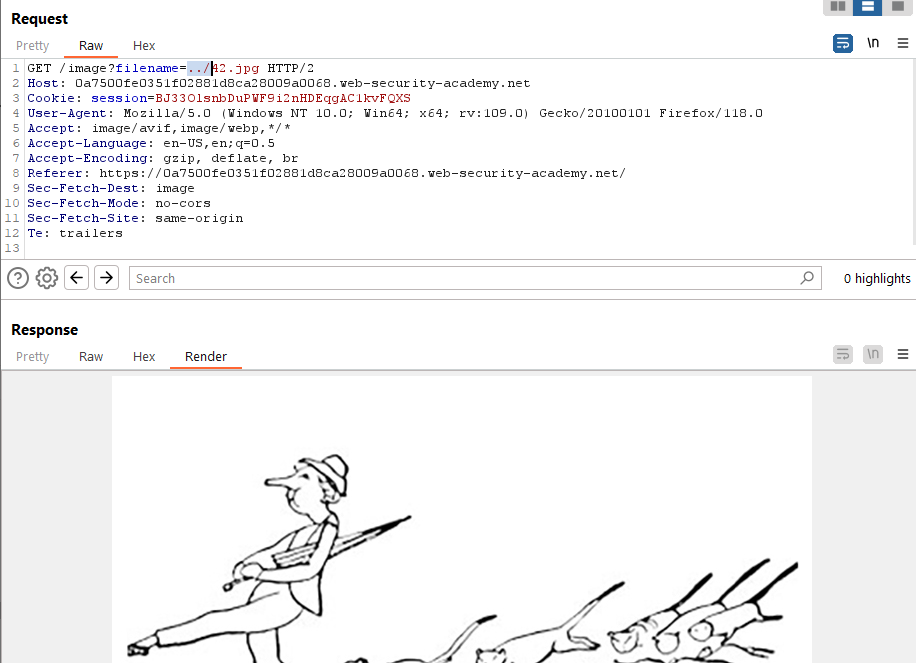 Request
Pretty Raw Hex \n
1 GET /image?filename=../42.jpg HTTP/2
2 Host: 0a7500fe0351f02881d8ca28009a0068.web-security-academy.net
3 Cookie: session=BJ33OlsnbDuPWF9i2nHDEqgAC1kvFQXS
4 User-Agent: Mozilla/5.0 (Windows NT 10.0; Win64; x64; rv:109.0) Gecko/20100101 Firefox/118.0
5 Accept: image/avif,image/webp,*/*
6 Accept-Language: en-US,en;q=0.5
7 Accept-Encoding: gzip, deflate, br
8 Referer: https://0a7500fe0351f02881d8ca28009a0068.web-security-academy.net/
9 Sec-Fetch-Dest: image
10 Sec-Fetch-Mode: no-cors
11 Sec-Fetch-Site: same-origin
12 Te: trailers
13
? Search 0 highlights
Response
Pretty Raw Hex Render \n